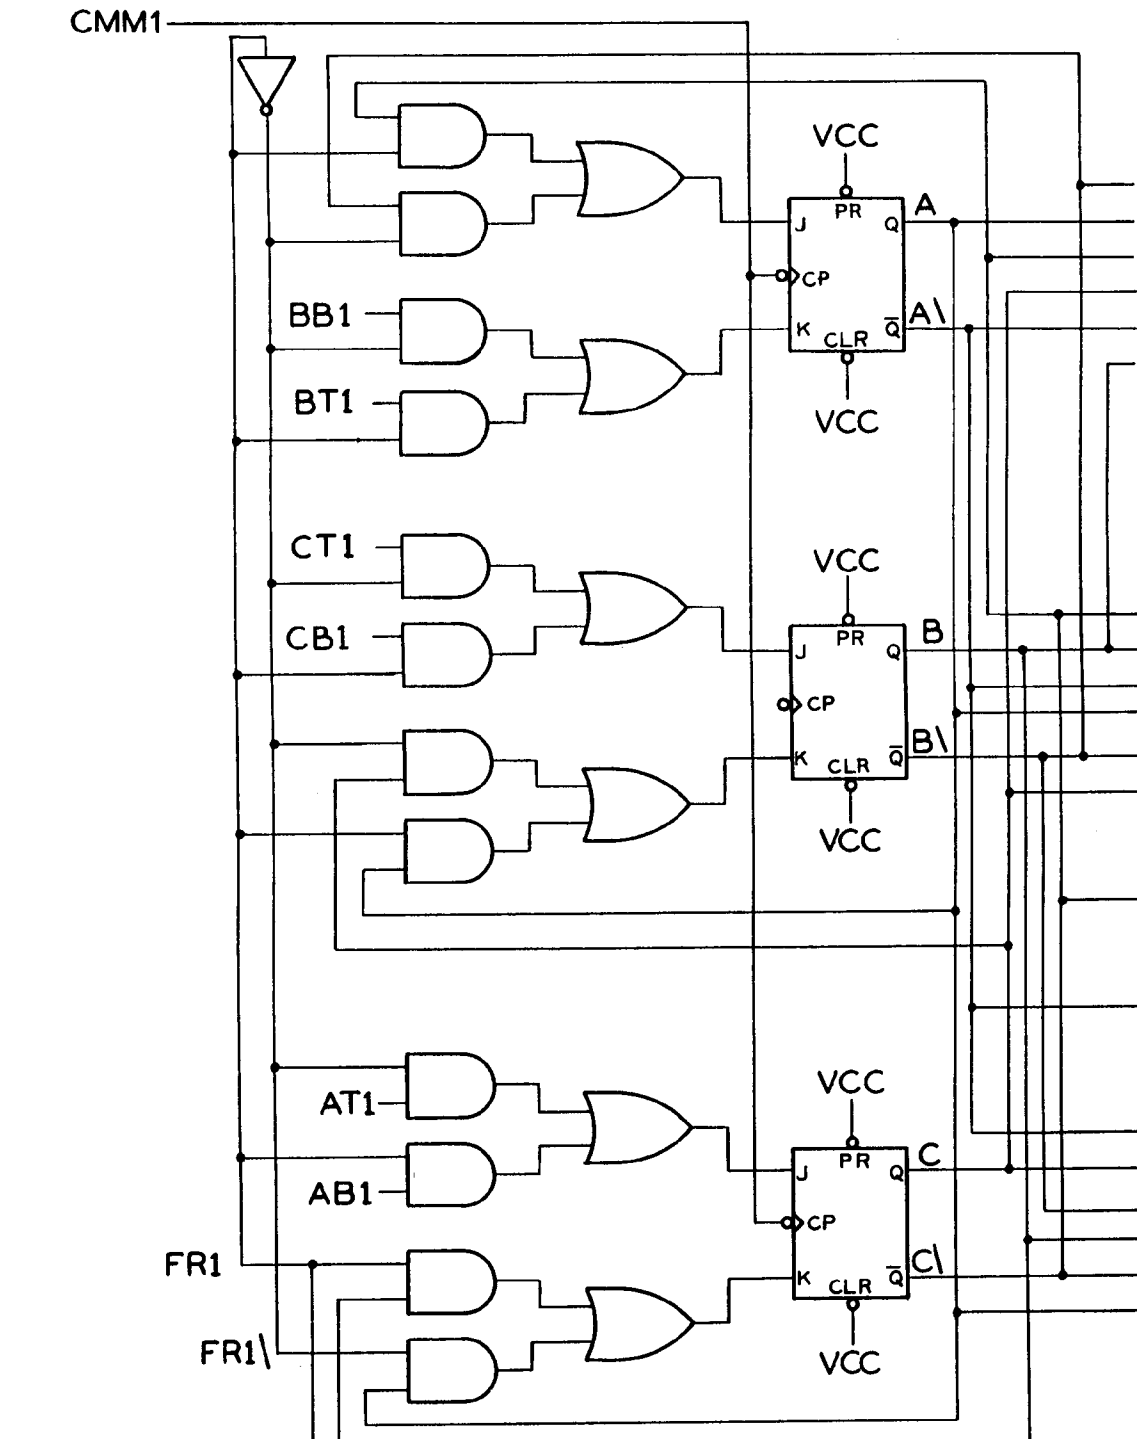 CMM1
VCC
A
PR
J
Q
CP
BB1
K
Q
A\
CLR
BT1
VCC
CT1
VCC
CB1
B
PR
J
Q
CP
K
Q
B\
CLR
VCC
AT1
VCC
C
PR
J
Q
AB1
CP
FR1
K
Q
C\
CLR
FR1\
VCC